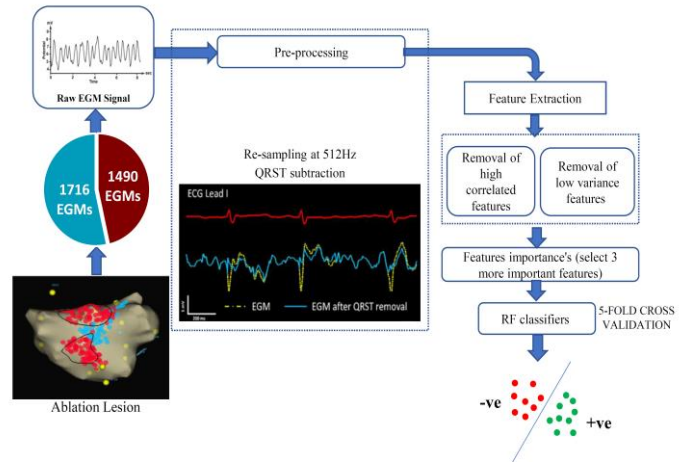 Raw EGM Signal
Pre-processing
Feature Extraction
1716
EGMs
1490
EGMs
Re-sampling at 512Hz
QRST subtraction
ECG Lead I
EGM
EGM after QRST removal
Removal of
high
correlated
features
Removal of
low variance
features
Features importance's (select 3
more important features)
RF classifiers
5-FOLD CROSS
VALIDATION
Ablation Lesion
-ve
+ve